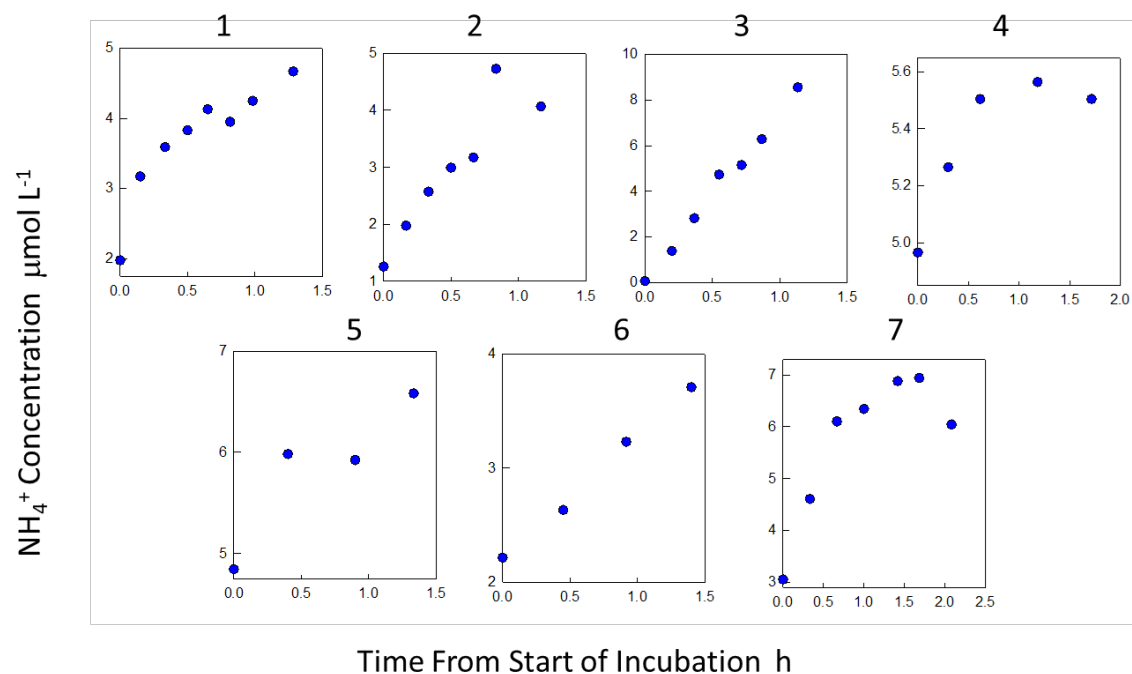 1 2 3 4
5 5 10 5.6
4 4 8 5.4
3 3 6 5.2
2 2 4 5.0
1 2
0
0.0 0.5 1.0 1.5 0.0 0.5 1.0 1.5 0.0 0.5 1.0 1.5 0.0 0.5 1.0 1.5 2.0
5 6 7
7 4 7
6 3 6
5 2 5
4
3
0.0 0.5 1.0 1.5 0.0 0.5 1.0 1.5 0.0 0.5 1.0 1.5 2.0 2.5
NH₄⁺ Concentration µmol L⁻¹
Time From Start of Incubation h